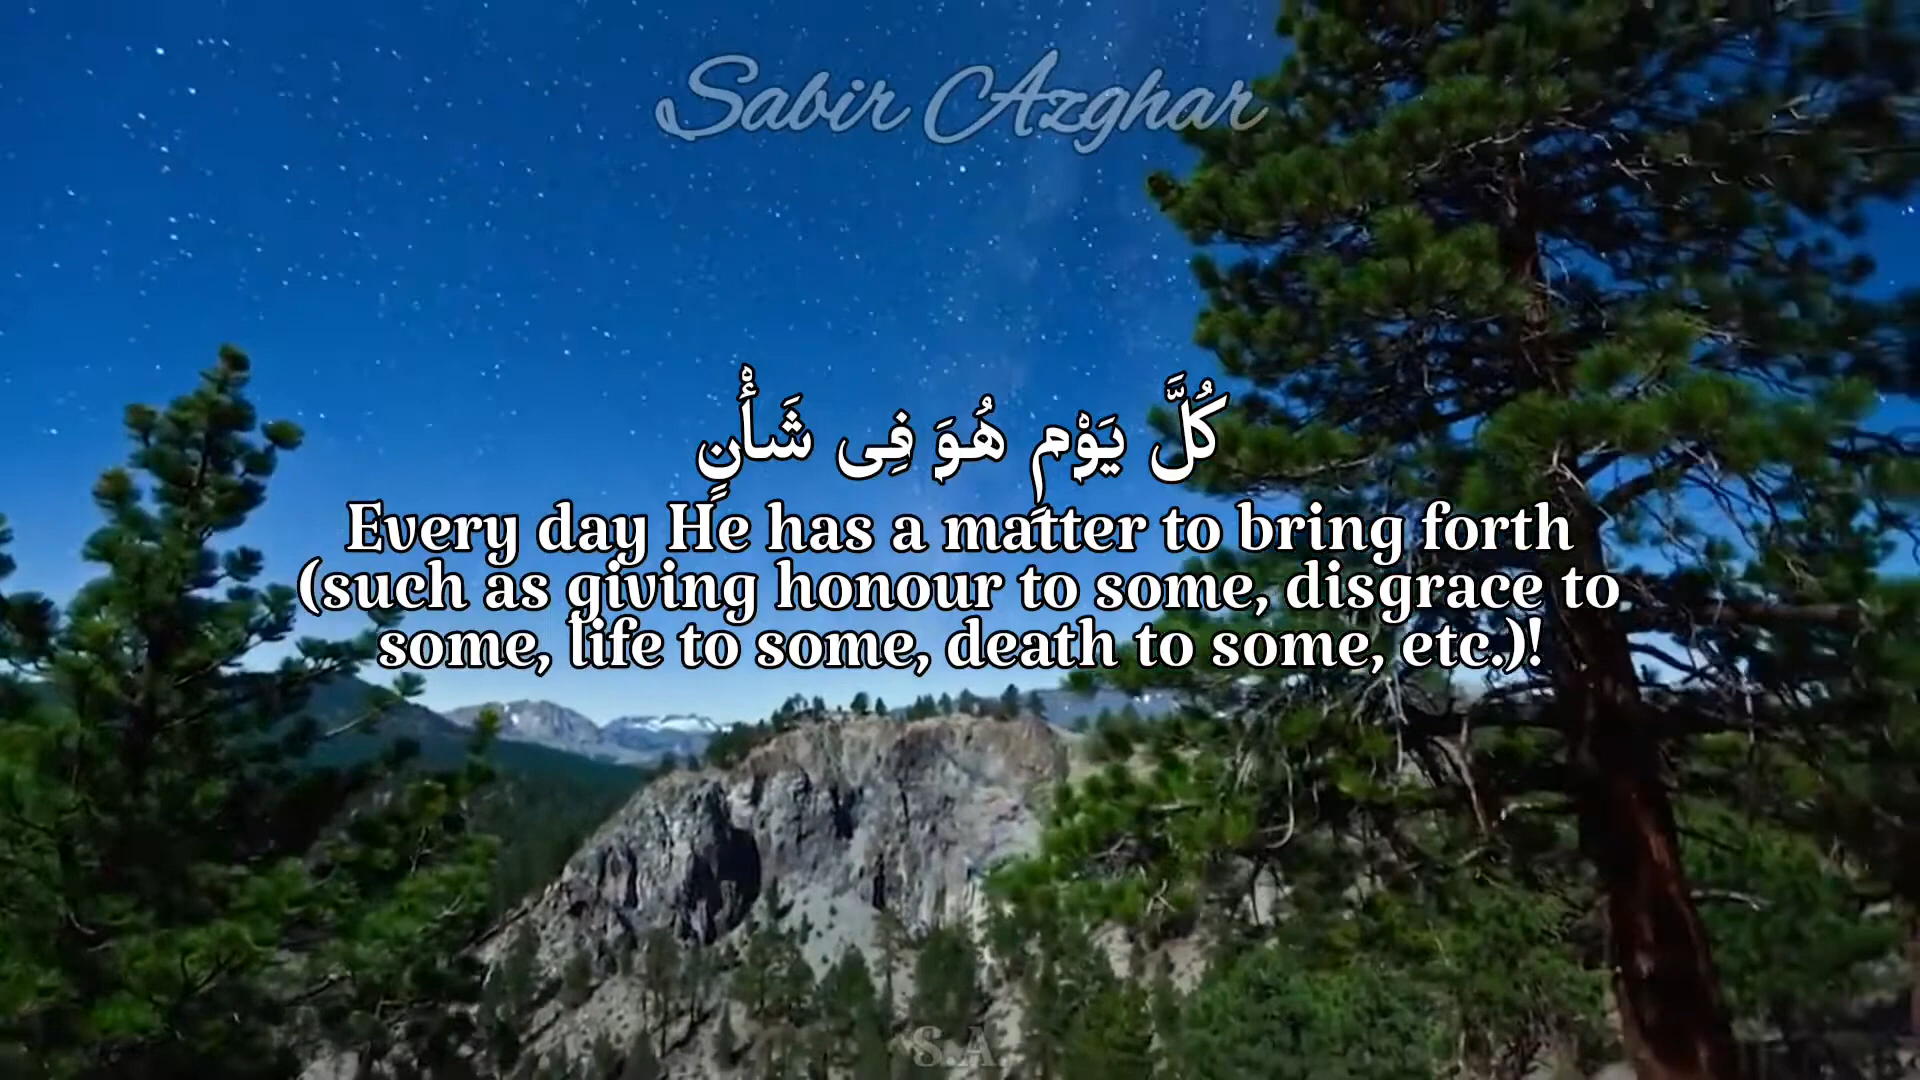 Sabir Azghar
كُلَّ يَوْمٍ هُوَ فِى شَأْنٍ
Every day He has a matter to bring forth
(such as giving honour to some, disgrace to
some, life to some, death to some, etc.)!
S.A.